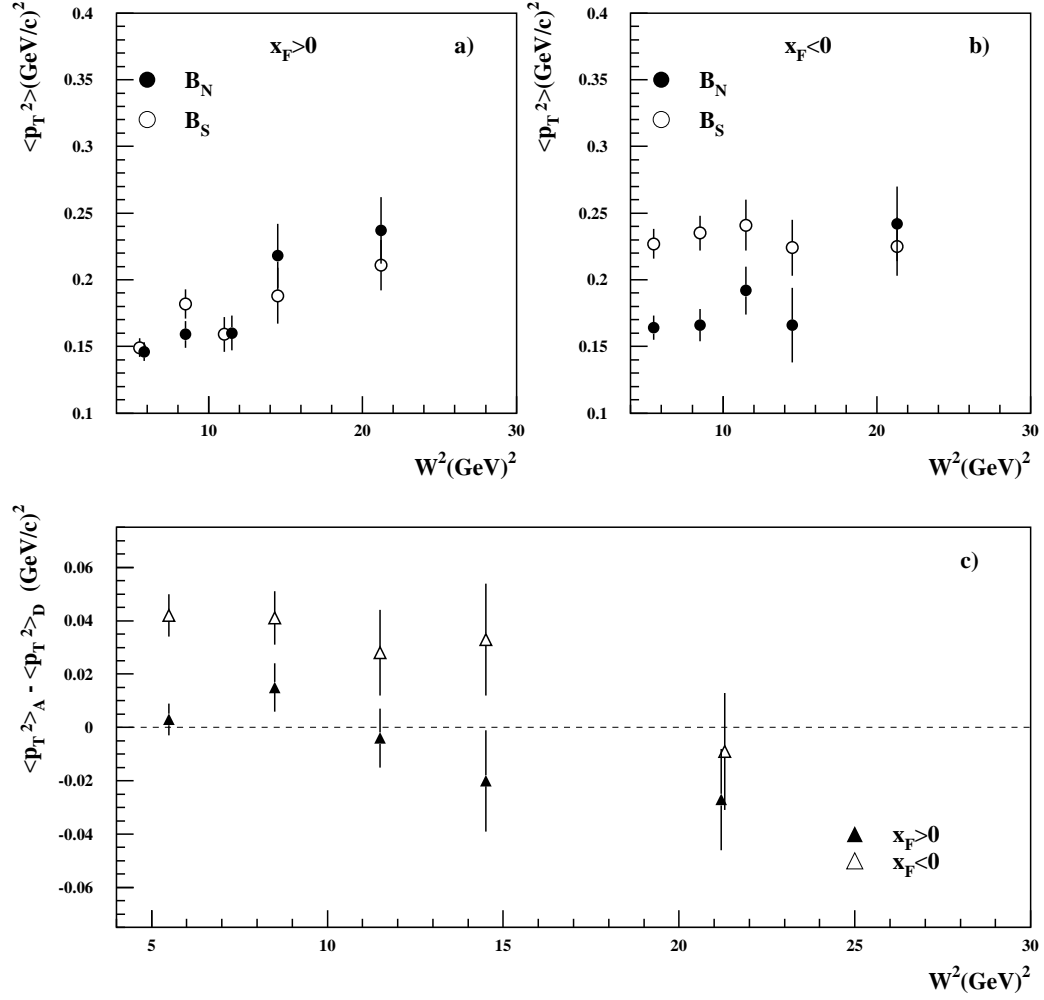 <p_T^2>(GeV/c)^2
0.4
0.35
0.3
0.25
0.2
0.15
0.1
x_F>0
a)
B_N
B_S
10
20
30
W^2(GeV)^2
<p_T^2>(GeV/c)^2
0.4
0.35
0.3
0.25
0.2
0.15
0.1
x_F<0
b)
B_N
B_S
10
20
30
W^2(GeV)^2
<p_T^2>_A - <p_T^2>_D (GeV/c)^2
0.06
0.04
0.02
0
-0.02
-0.04
-0.06
c)
x_F>0
x_F<0
5
10
15
20
25
30
W^2(GeV)^2